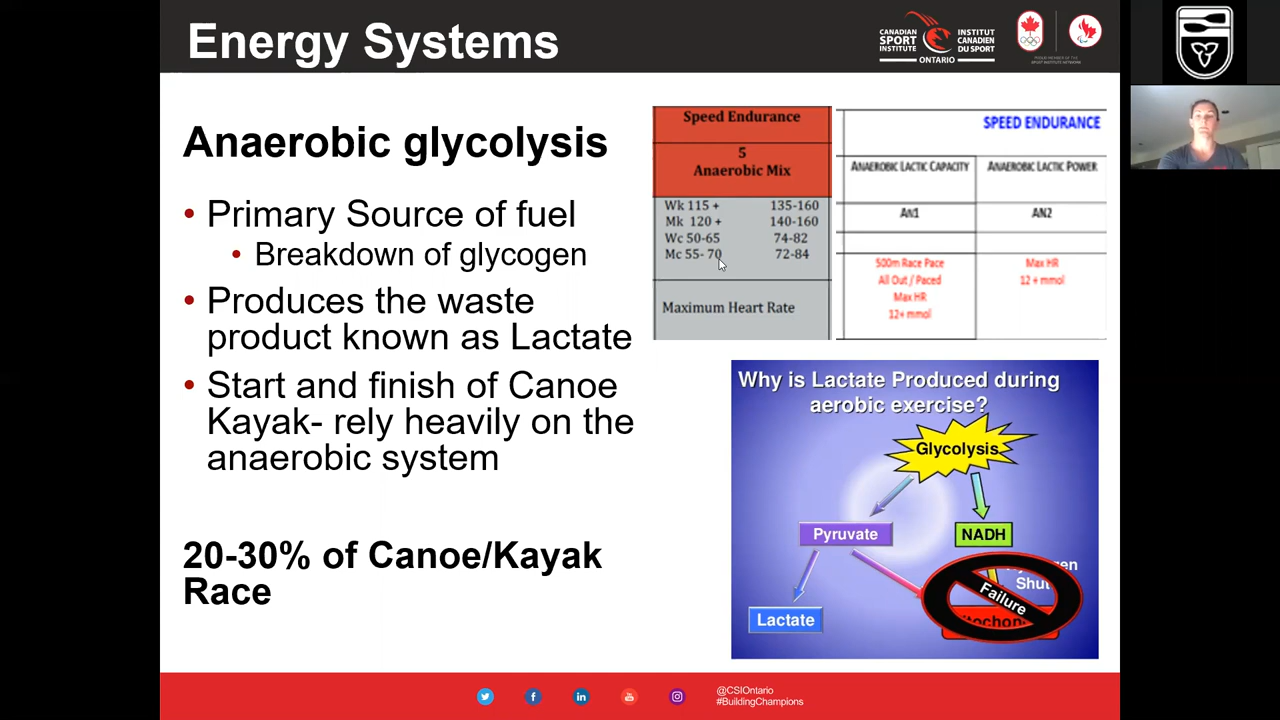 Energy Systems
CANADIAN
SPORT
INSTITUTE
INSTITUT
CANADIEN
DU SPORT
ONTARIO
Anaerobic glycolysis
• Primary Source of fuel
• Breakdown of glycogen
• Produces the waste
product known as Lactate
• Start and finish of Canoe
Kayak- rely heavily on the
anaerobic system
20-30% of Canoe/Kayak
Race
Speed Endurance
5
Anaerobic Mix
Wk 115 + 135-160
Mk 120 + 140-160
Wc 50-65 74-82
Mc 55- 70 72-84
Maximum Heart Rate
SPEED ENDURANCE
ANAEROBIC LACTIC CAPACITY ANAEROBIC LACTIC POWER
AN1 AN2
500m Race Pace Max HR
All Out / Paced 12 + mmol
Max HR
12+ mmol
Why is Lactate Produced during
aerobic exercise?
Glycolysis
Pyruvate
NADH
Shut
Failure
Lactate
@CSIOntario
#BuildingChampions